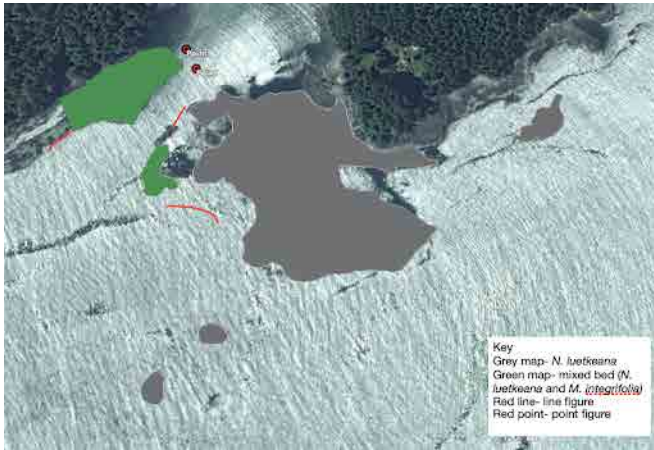 Key
Grey map- N. luetkeana
Green map- mixed bed (N.
luetkeana and M. integrifolia)
Red line- line figure
Red point- point figure